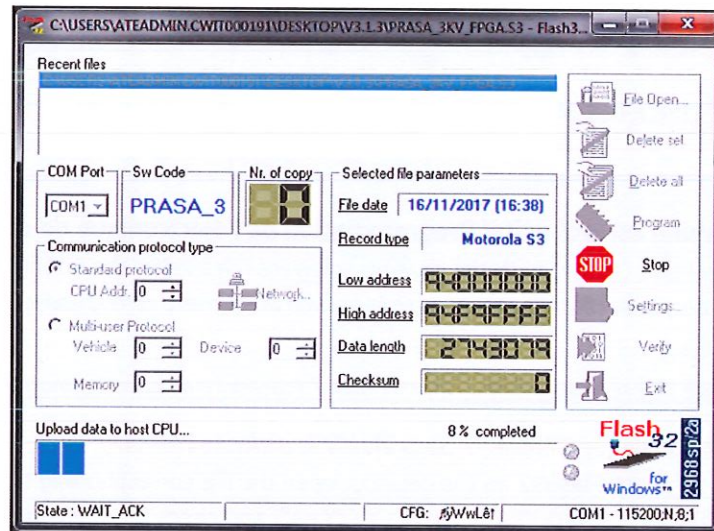 C:\USERS\ATEADMIN.CWIT000191\DESKTOP\V3.1.3\PRASA_3KV_FPGA.S3 - Flash3...
Recent files
COM Port
COM1
Sw Code
PRASA_3
Nr. of copy
0
Selected file parameters
File date 16/11/2017 (16:38)
Record type Motorola S3
Low address 94000000
High address
Data length 2743079
Checksum 0
Communication protocol type
Standard protocol
CPU Addr. 0
Network...
Multi-user Protocol
Vehicle 0 Device 0
Memory 0
File Open...
Delete sel
Delete all
Program
STOP Stop
Settings...
Verify
Exit
Upload data to host CPU...
8 % completed
Flash 32
for
Windows™
2968 sp/2a
State : WAIT_ACK
CFG:
COM1 - 115200;N;8;1